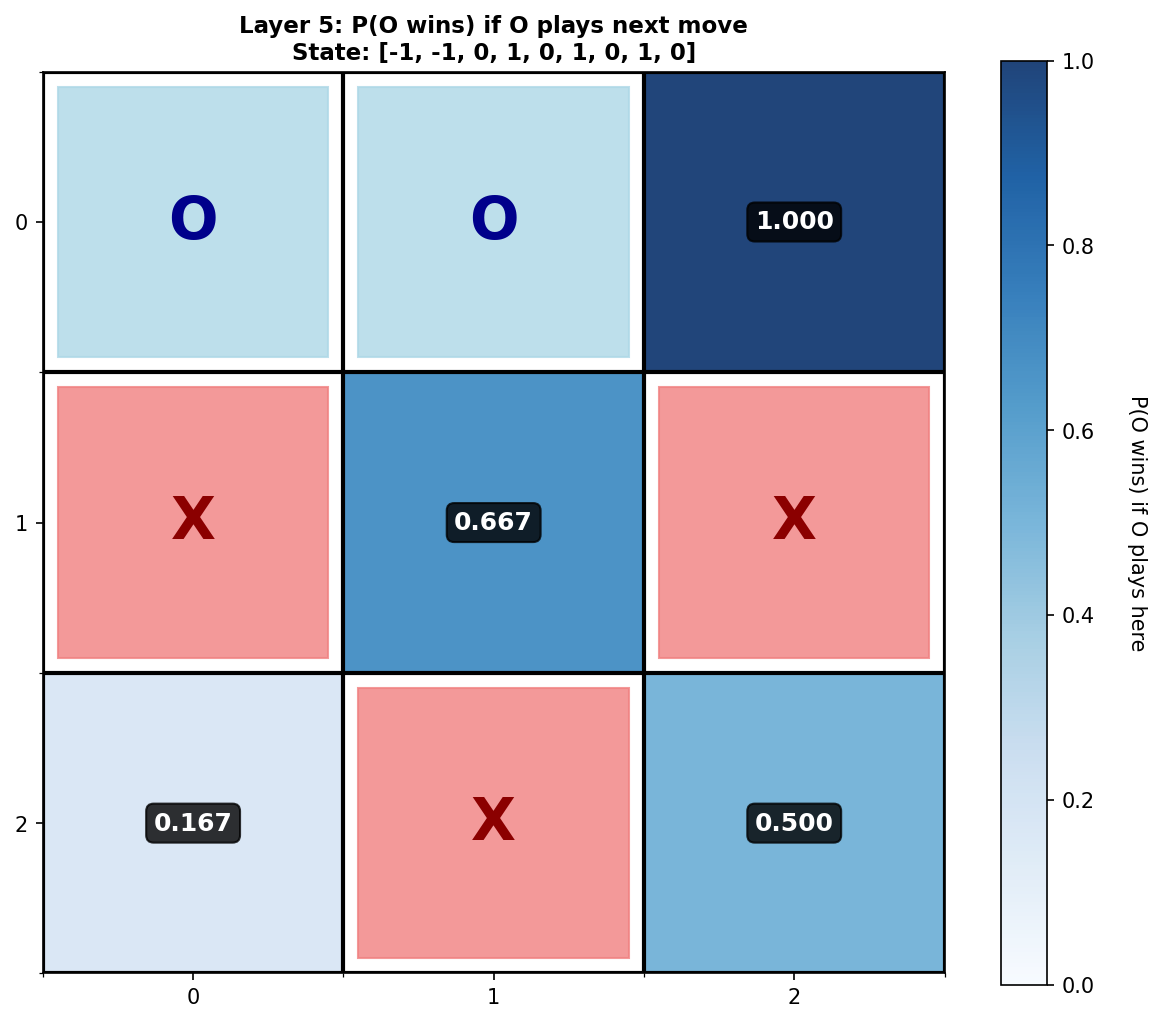 Layer 5: P(O wins) if O plays next move
State: [-1, -1, 0, 1, 0, 1, 0, 1, 0]
0
O
O
1.000
1
X
0.667
X
2
0.167
X
0.500
0
1
2
1.0
0.8
0.6
0.4
0.2
0.0
P(O wins) if O plays here